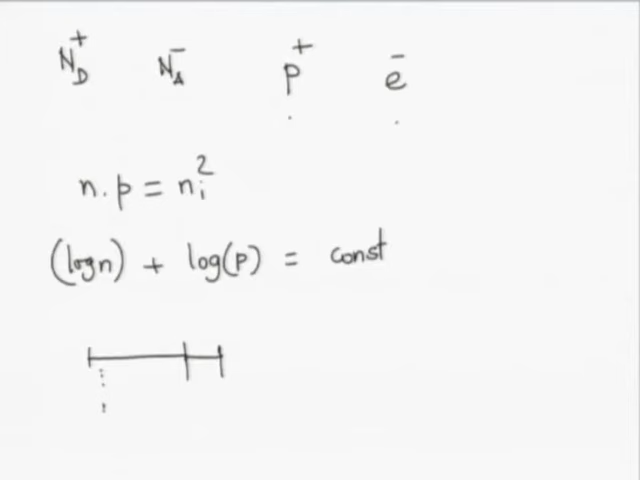 N_D^+ N_A^- p^+ e^-
n.p = n_i^2
(log n) + log(p) = const